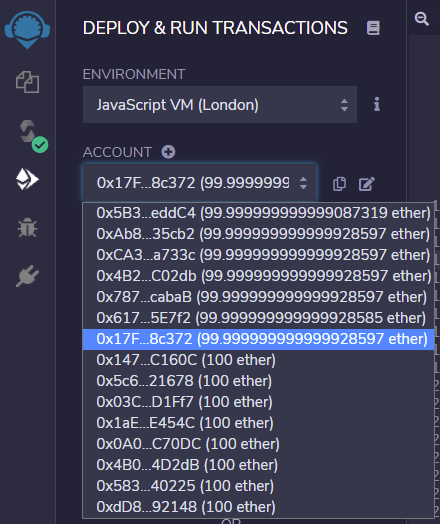 DEPLOY & RUN TRANSACTIONS
ENVIRONMENT
JavaScript VM (London)
ACCOUNT
0x17F...8c372 (99.9999999
0x5B3...eddC4 (99.999999999999087319 ether)
0xAb8...35cb2 (99.999999999999928597 ether)
0xCA3...a733c (99.999999999999928597 ether)
0x4B2...C02db (99.999999999999928597 ether)
0x787...cabaB (99.999999999999928597 ether)
0x617...5E7f2 (99.999999999999928585 ether)
0x17F...8c372 (99.999999999999928597 ether)
0x147...C160C (100 ether)
0x5c6...21678 (100 ether)
0x03C...D1Ff7 (100 ether)
0x1aE...E454C (100 ether)
0x0A0...C70DC (100 ether)
0x4B0...4D2dB (100 ether)
0x583...40225 (100 ether)
0xdD8...92148 (100 ether)